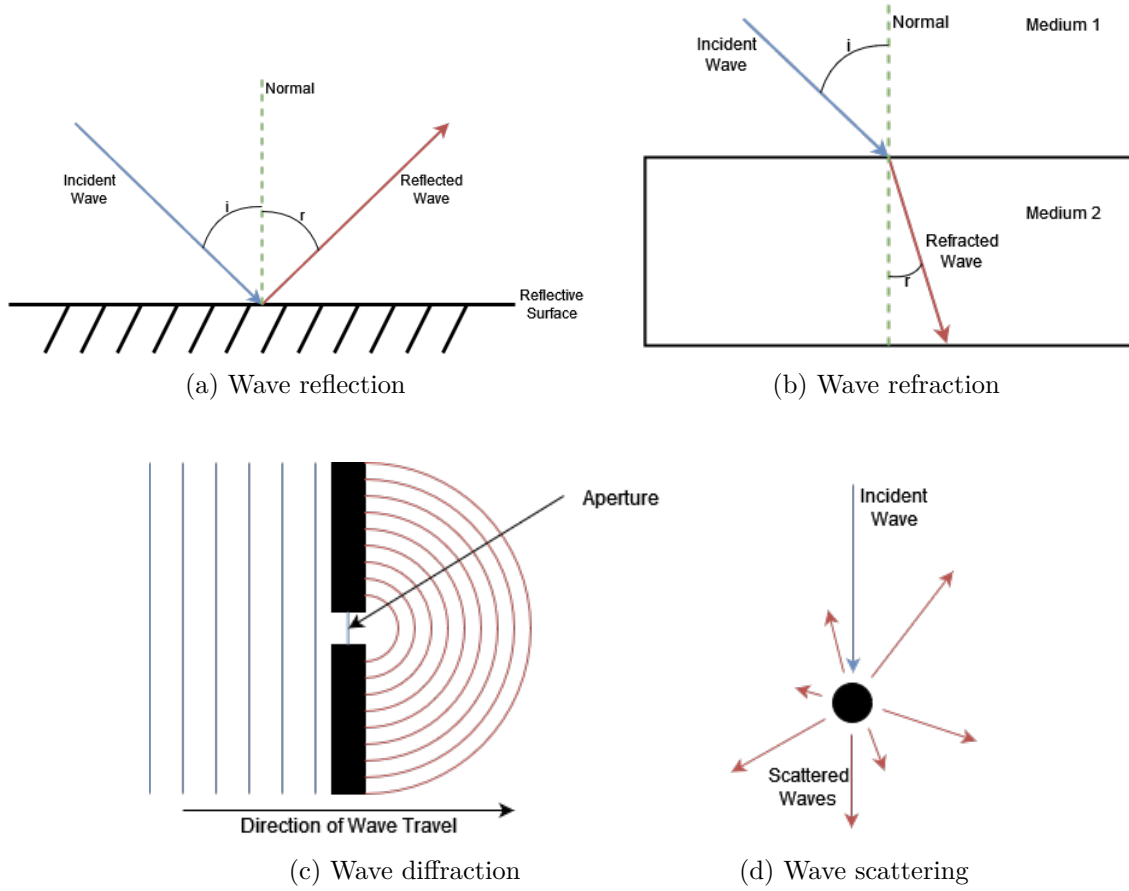 Normal
Incident
Wave
i
r
Reflected
Wave
Reflective
Surface
(a) Wave reflection
Normal
Medium 1
Incident
Wave
i
Medium 2
Refracted
Wave
r
(b) Wave refraction
Aperture
Direction of Wave Travel
(c) Wave diffraction
Incident
Wave
Scattered
Waves
(d) Wave scattering